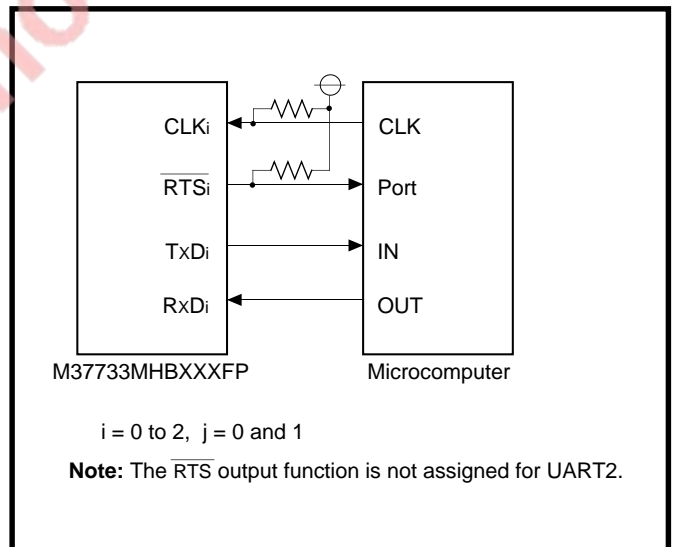 CLKi CLK
RTSi Port
TxDi IN
RxDi OUT
M37733MHBXXXFP Microcomputer
i = 0 to 2, j = 0 and 1
Note: The RTS output function is not assigned for UART2.